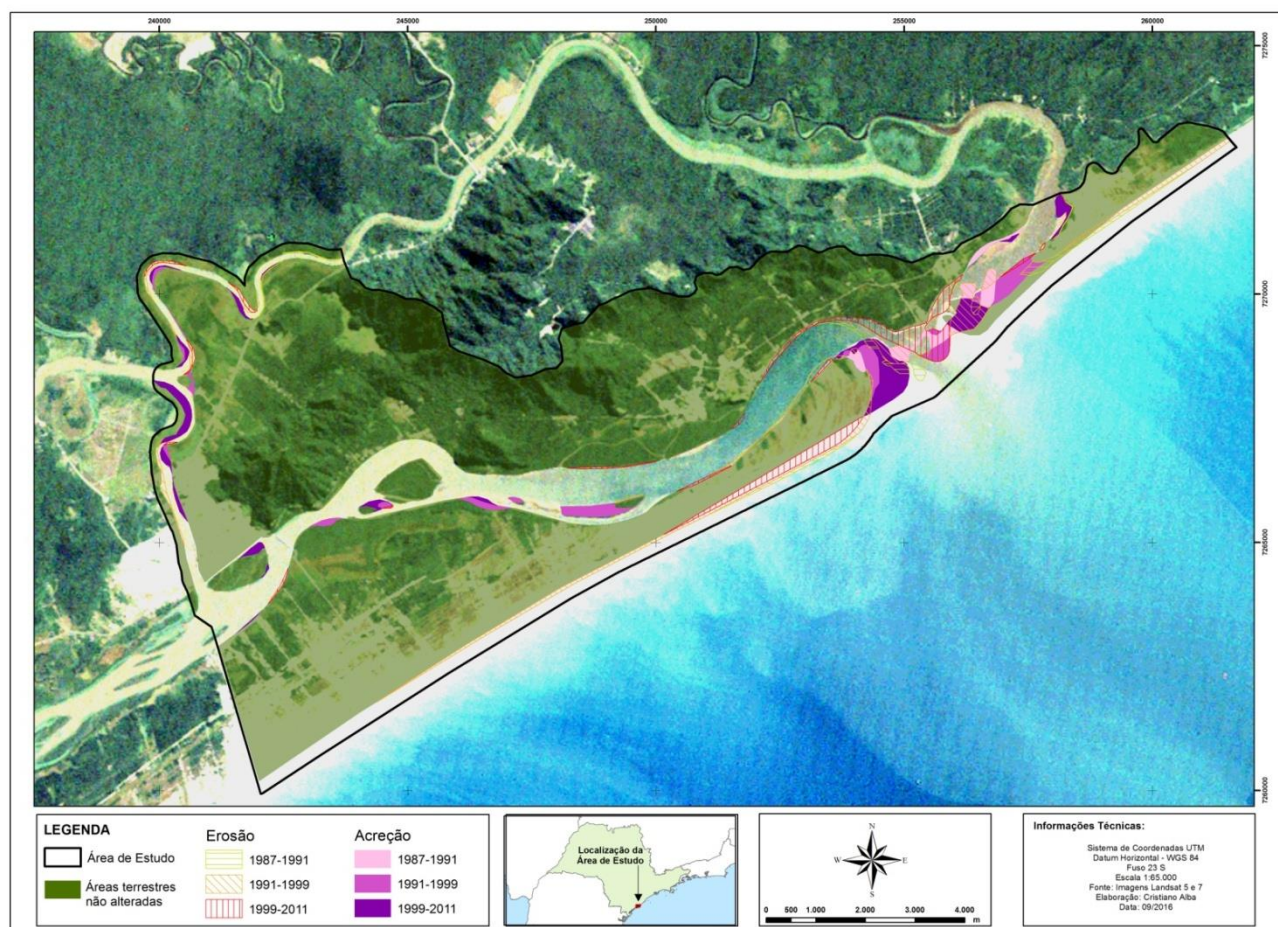 240000
245000
250000
255000
260000
7275000
7270000
7265000
7260000
LEGENDA
Área de Estudo
Áreas terrestres
não alteradas
Erosão
1987-1991
1991-1999
1999-2011
Acreção
1987-1991
1991-1999
1999-2011
Localização da
Área de Estudo
N
W
E
S
0 500 1.000 2.000 3.000 4.000
m
Informações Técnicas:
Sistema de Coordenadas UTM
Datum Horizontal - WGS 84
Fuso 23 S
Escala 1:65.000
Fonte: Imagens Landsat 5 e 7
Elaboração: Cristiano Alba
Data: 09/2016